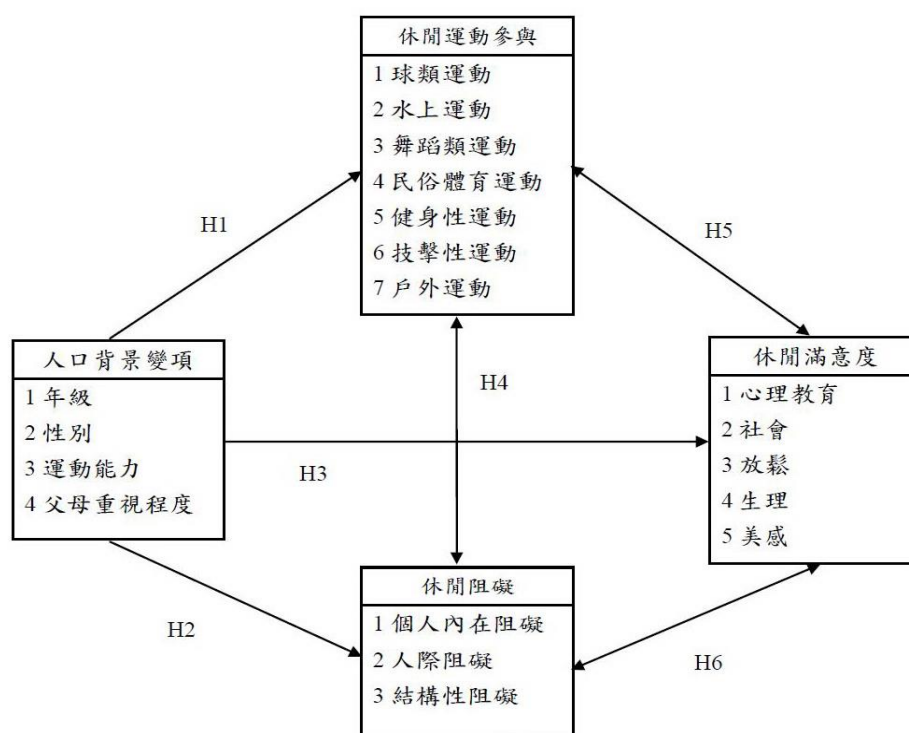 休閒運動參與
1 球類運動
2 水上運動
3 舞蹈類運動
4 民俗體育運動
5 健身性運動
6 技擊性運動
7 戶外運動
H1
H5
人口背景變項
1 年級
2 性別
3 運動能力
4 父母重視程度
H4
休閒滿意度
1 心理教育
2 社會
3 放鬆
4 生理
5 美感
H3
休閒阻礙
1 個人內在阻礙
2 人際阻礙
3 結構性阻礙
H2
H6